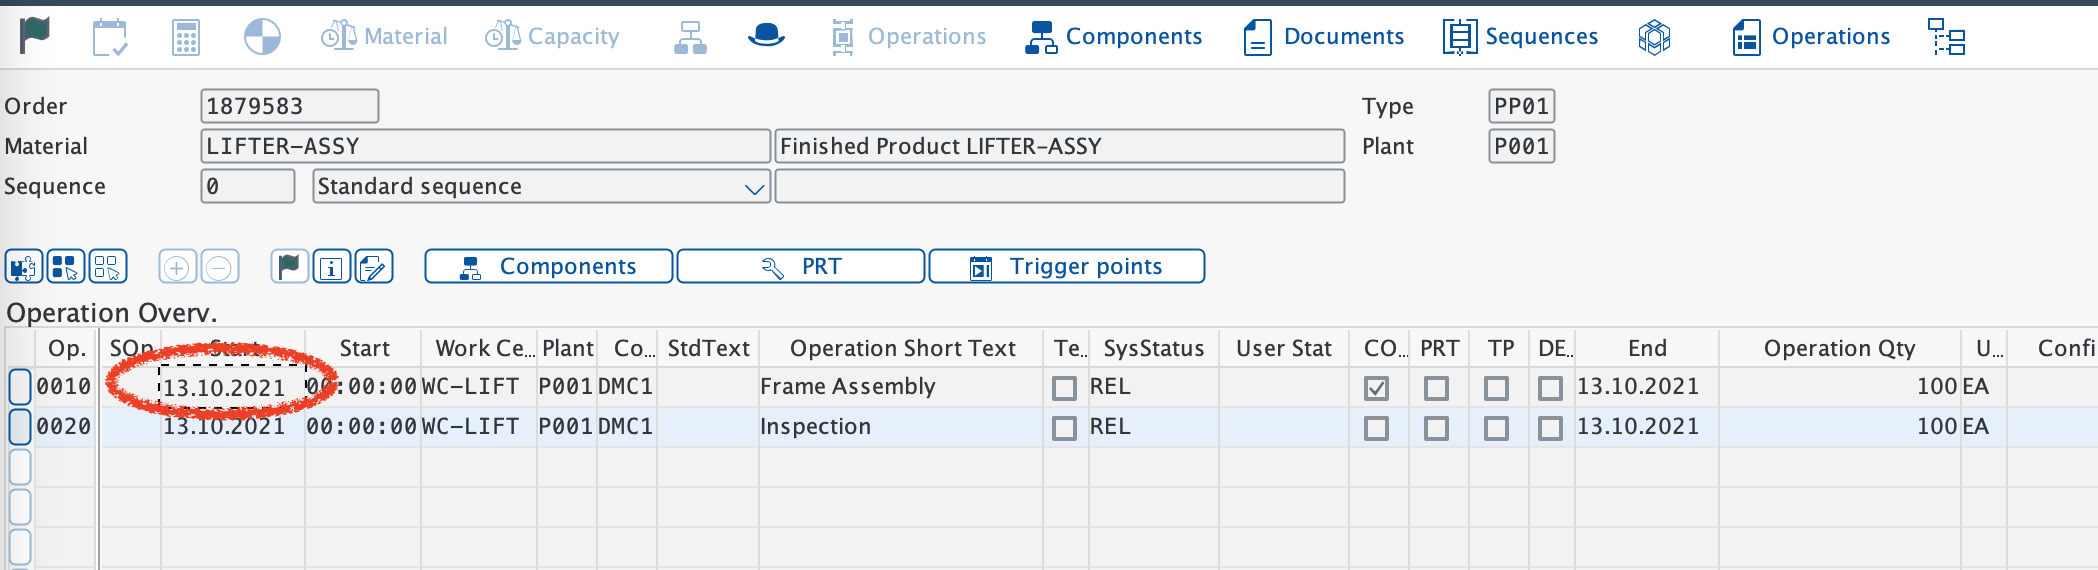 Material Capacity Operations Components Documents Sequences Operations
Order 1879583 Type PP01
Material LIFTER-ASSY Finished Product LIFTER-ASSY Plant P001
Sequence 0 Standard sequence
Components PRT Trigger points
Operation Overv.
Op. SOp Start Start Work Ce... Plant Co... StdText Operation Short Text Te.. SysStatus User Stat CO.. PRT TP DE.. End Operation Qty U... Confi
0010 13.10.2021 00:00:00 WC-LIFT P001 DMC1 Frame Assembly REL 13.10.2021 100 EA
0020 13.10.2021 00:00:00 WC-LIFT P001 DMC1 Inspection REL 13.10.2021 100 EA